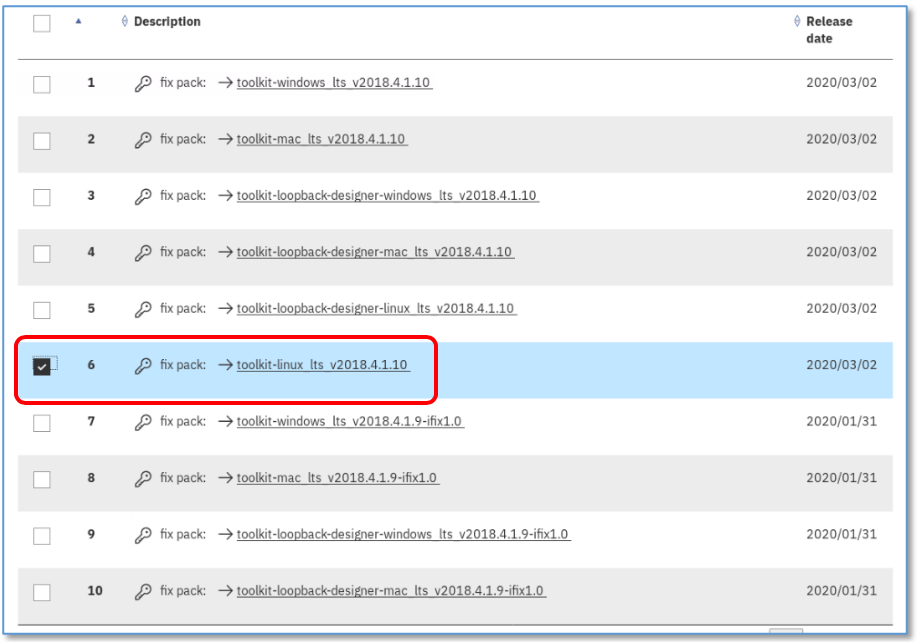 Description Release
date
1 fix pack: toolkit-windows_lts_v2018.4.1.10 2020/03/02
2 fix pack: toolkit-mac_lts_v2018.4.1.10 2020/03/02
3 fix pack: toolkit-loopback-designer-windows_lts_v2018.4.1.10 2020/03/02
4 fix pack: toolkit-loopback-designer-mac_lts_v2018.4.1.10 2020/03/02
5 fix pack: toolkit-loopback-designer-linux_lts_v2018.4.1.10 2020/03/02
6 fix pack: toolkit-linux_lts_v2018.4.1.10 2020/03/02
7 fix pack: toolkit-windows_lts_v2018.4.1.9-ifix1.0 2020/01/31
8 fix pack: toolkit-mac_lts_v2018.4.1.9-ifix1.0 2020/01/31
9 fix pack: toolkit-loopback-designer-windows_lts_v2018.4.1.9-ifix1.0 2020/01/31
10 fix pack: toolkit-loopback-designer-mac_lts_v2018.4.1.9-ifix1.0 2020/01/31